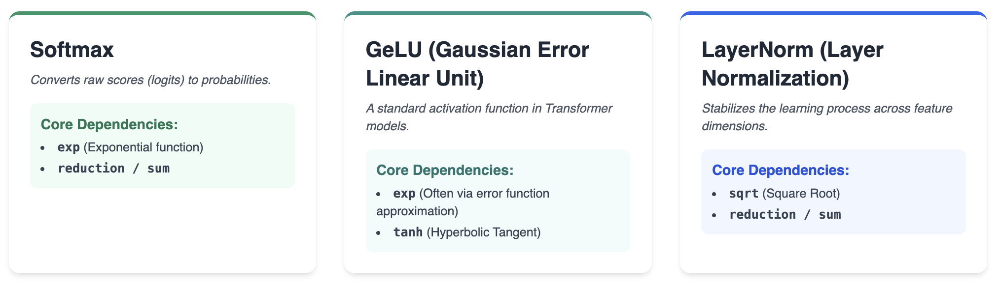 Softmax
Converts raw scores (logits) to probabilities.
Core Dependencies:
• exp (Exponential function)
• reduction / sum
GeLU (Gaussian Error
Linear Unit)
A standard activation function in Transformer
models.
Core Dependencies:
• exp (Often via error function
approximation)
• tanh (Hyperbolic Tangent)
LayerNorm (Layer
Normalization)
Stabilizes the learning process across feature
dimensions.
Core Dependencies:
• sqrt (Square Root)
• reduction / sum